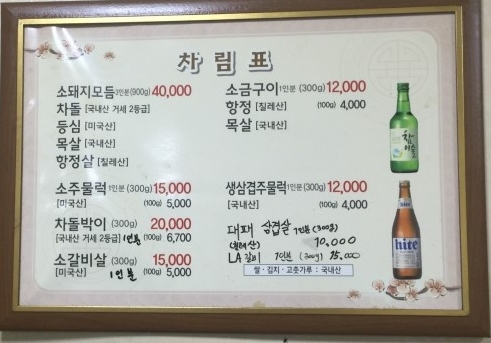 차림표
소돼지모듬 3인분(900g) 40,000
차돌 [국내산 거세 2등급]
등심 [미국산]
목살 [국내산]
항정살 [칠레산]
소주물럭 1인분 (300g) 15,000
[미국산] (100g) 5,000
차돌박이 (300g) 20,000
[국내산 거세 2등급] 1인분 (100g) 6,700
소갈비살 (300g) 15,000
[미국산] 1인분 (100g) 5,000
소금구이 1인분 (300g) 12,000
항정 [칠레산] (100g) 4,000
목살 [국내산]
생삼겹주물럭 1인분 (300g) 12,000
[국내산] (100g) 4,000
대패 삼겹살 1인분 (300g)
(칠레산) 10,000
LA갈비 1인분 (300g) 15,000
쌀 · 김치 · 고춧가루 : 국내산
참이슬
hite